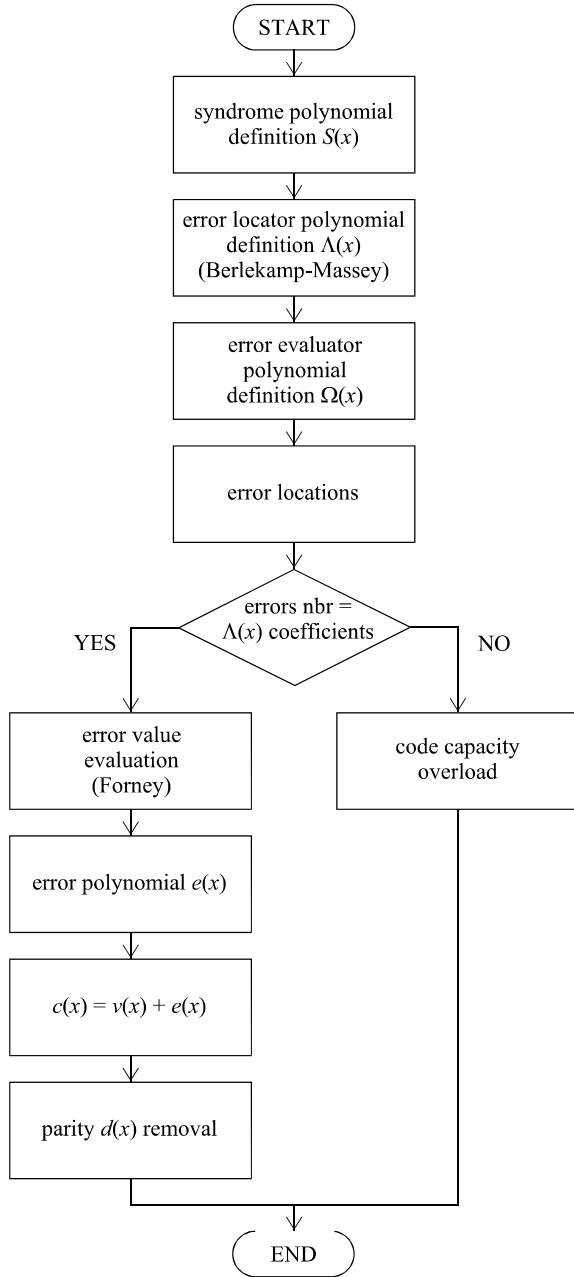 START
syndrome polynomial
definition S(x)
error locator polynomial
definition Λ(x)
(Berlekamp-Massey)
error evaluator
polynomial
definition Ω(x)
error locations
errors nbr =
Λ(x) coefficients
YES
NO
error value
evaluation
(Forney)
code capacity
overload
error polynomial e(x)
c(x) = v(x) + e(x)
parity d(x) removal
END